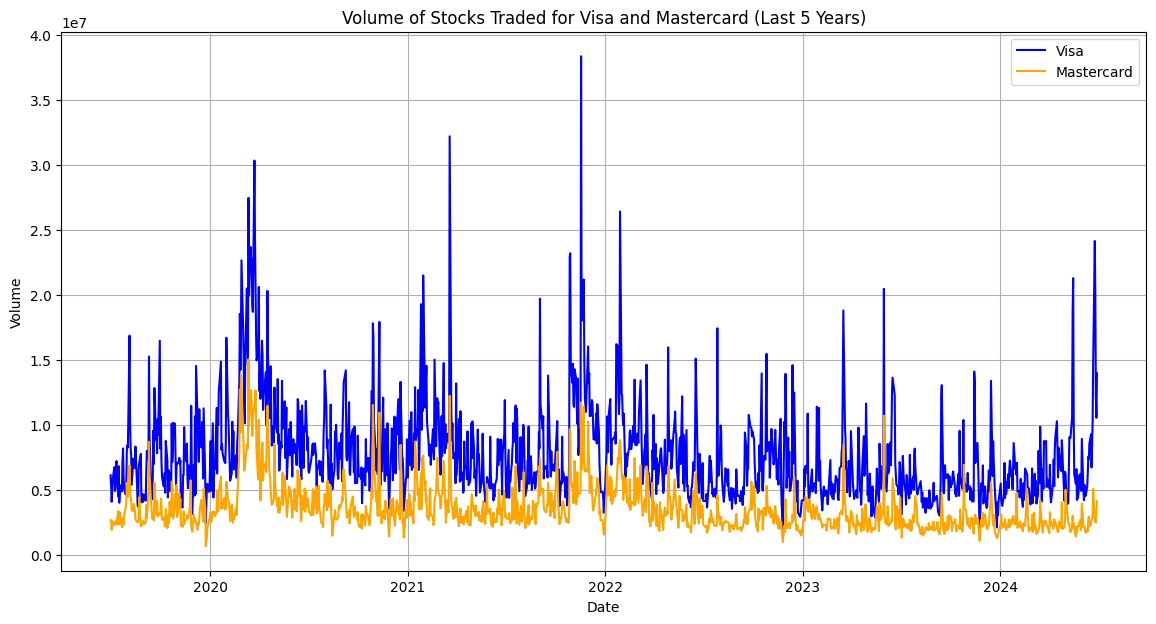 Volume of Stocks Traded for Visa and Mastercard (Last 5 Years)
1e7
4.0
3.5
3.0
2.5
2.0
1.5
1.0
0.5
0.0
Volume
Visa
Mastercard
2020 2021 2022 2023 2024
Date